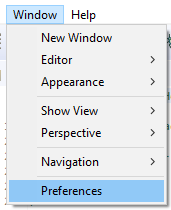 Window Help
New Window
Editor
Appearance
Show View
Perspective
Navigation
Preferences